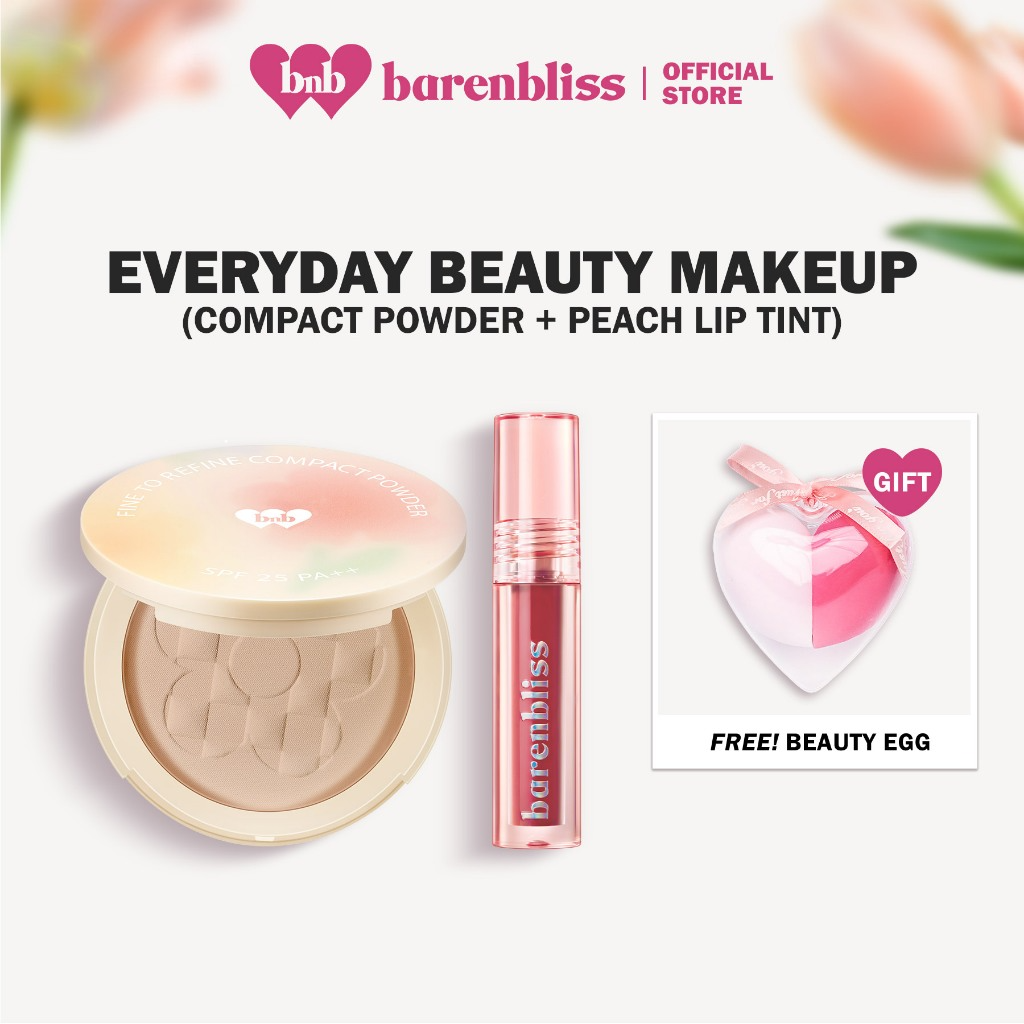 bnb barenbliss | OFFICIAL
STORE
EVERYDAY BEAUTY MAKEUP
(COMPACT POWDER + PEACH LIP TINT)
FINE TO REFINE COMPACT POWDER
bnb
SPF 25 PA++
barenbliss
GIFT
FREE! BEAUTY EGG